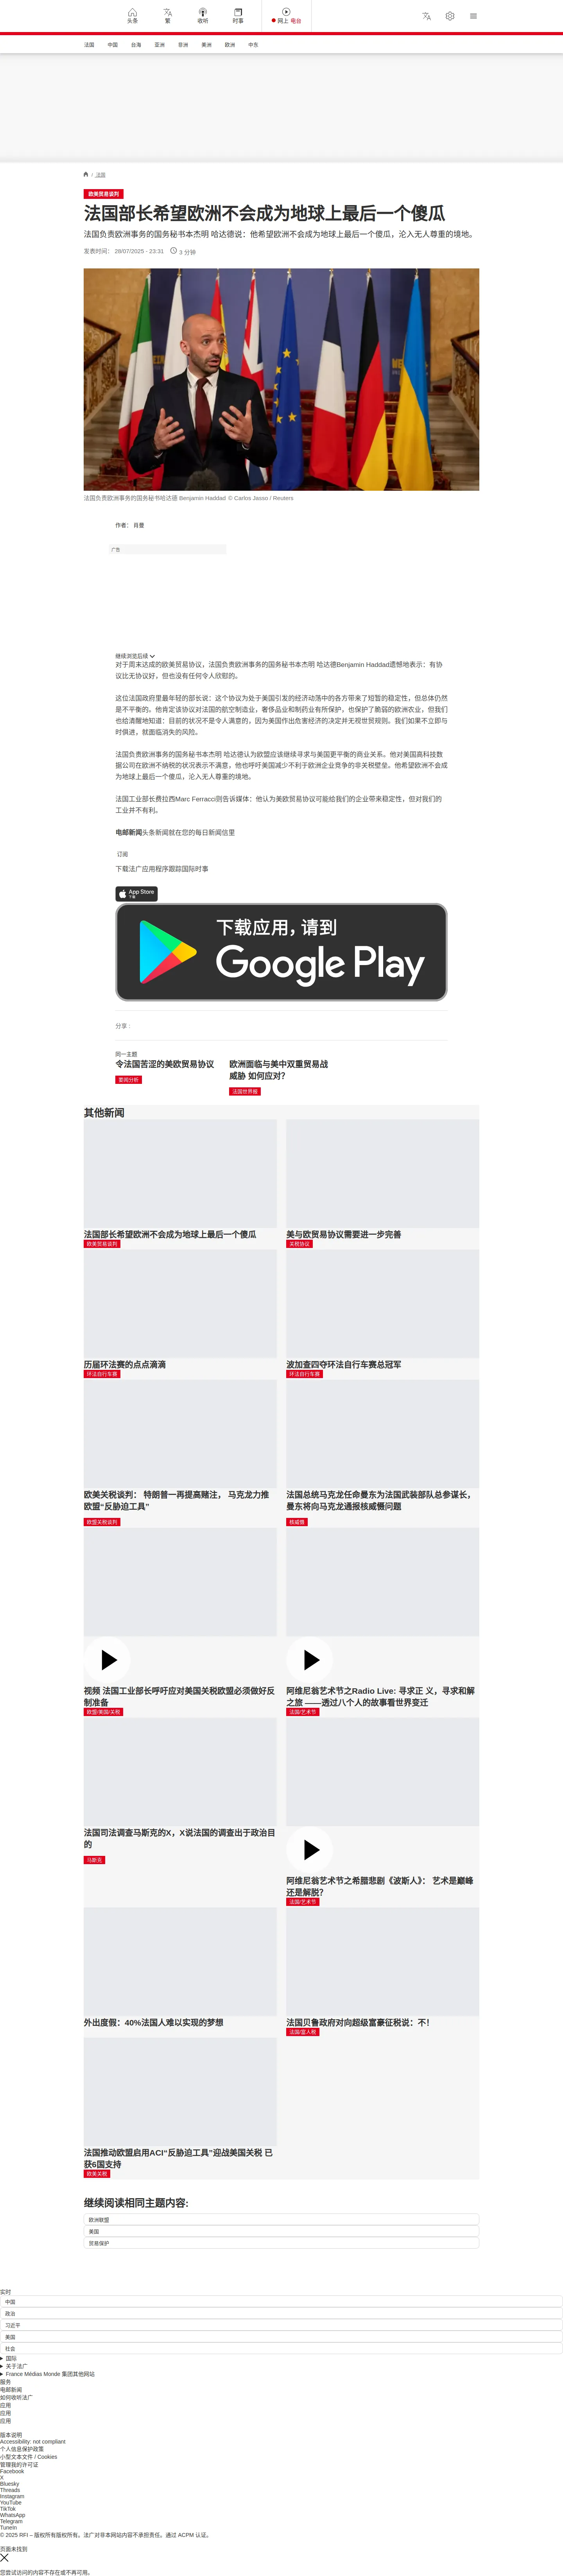 头条
繁
收听
时事
网上 电台
法国
中国
台海
亚洲
非洲
美洲
欧洲
中东
/ 法国
欧美贸易谈判
法国部长希望欧洲不会成为地球上最后一个傻瓜
法国负责欧洲事务的国务秘书本杰明 哈达德说：他希望欧洲不会成为地球上最后一个傻瓜，沦入无人尊重的境地。
发表时间： 28/07/2025 - 23:31 3 分钟
法国负责欧洲事务的国务秘书哈达德 Benjamin Haddad © Carlos Jasso / Reuters
作者： 肖曼
广告
继续浏览后续
对于周末达成的欧美贸易协议，法国负责欧洲事务的国务秘书本杰明 哈达德Benjamin Haddad遗憾地表示：有协
议比无协议好，但也没有任何令人欣慰的。
这位法国政府里最年轻的部长说：这个协议为处于美国引发的经济动荡中的各方带来了短暂的稳定性，但总体仍然
是不平衡的。他肯定该协议对法国的航空制造业，奢侈品业和制药业有所保护，也保护了脆弱的欧洲农业，但我们
也给清醒地知道：目前的状况不是令人满意的，因为美国作出危害经济的决定并无视世贸规则。我们如果不立即与
时俱进，就面临消失的风险。
法国负责欧洲事务的国务秘书本杰明 哈达德认为欧盟应该继续寻求与美国更平衡的商业关系。他对美国高科技数
据公司在欧洲不纳税的状况表示不满意，他也呼吁美国减少不利于欧洲企业竞争的非关税壁垒。他希望欧洲不会成
为地球上最后一个傻瓜，沦入无人尊重的境地。
法国工业部长费拉西Marc Ferracci则告诉媒体：他认为美欧贸易协议可能给我们的企业带来稳定性，但对我们的
工业并不有利。
电邮新闻头条新闻就在您的每日新闻信里
订阅
下载法广应用程序跟踪国际时事
App Store
下载
下载应用，请到
Google Play
分享 :
同一主题
令法国苦涩的美欧贸易协议
要闻分析
欧洲面临与美中双重贸易战
威胁 如何应对？
法国世界报
其他新闻
法国部长希望欧洲不会成为地球上最后一个傻瓜
欧美贸易谈判
美与欧贸易协议需要进一步完善
关税协议
历届环法赛的点点滴滴
环法自行车赛
波加查四夺环法自行车赛总冠军
环法自行车赛
欧美关税谈判： 特朗普一再提高赌注， 马克龙力推
欧盟“反胁迫工具”
欧盟关税谈判
法国总统马克龙任命曼东为法国武装部队总参谋长，
曼东将向马克龙通报核威慑问题
核威慑
视频 法国工业部长呼吁应对美国关税欧盟必须做好反
制准备
欧盟/美国/关税
阿维尼翁艺术节之Radio Live: 寻求正 义，寻求和解
之旅 ——透过八个人的故事看世界变迁
法国/艺术节
法国司法调查马斯克的X，X说法国的调查出于政治目
的
马斯克
阿维尼翁艺术节之希腊悲剧《波斯人》： 艺术是巅峰
还是解脱？
法国/艺术节
外出度假：40%法国人难以实现的梦想
法国贝鲁政府对向超级富豪征税说：不！
法国/富人税
法国推动欧盟启用ACI“反胁迫工具”迎战美国关税 已
获6国支持
欧美关税
继续阅读相同主题内容:
欧洲联盟
美国
贸易保护
实时
中国
政治
习近平
美国
社会
国际
关于法广
France Médias Monde 集团其他网站
服务
电邮新闻
如何收听法广
应用
应用
应用
版本说明
Accessibility: not compliant
个人信息保护政策
小型文本文件 / Cookies
管理我的许可证
Facebook
X
Bluesky
Threads
Instagram
YouTube
TikTok
WhatsApp
Telegram
TuneIn
© 2025 RFI – 版权所有版权所有。法广对非本网站内容不承担责任。通过 ACPM 认证。
页面未找到
您尝试访问的内容不存在或不再可用。